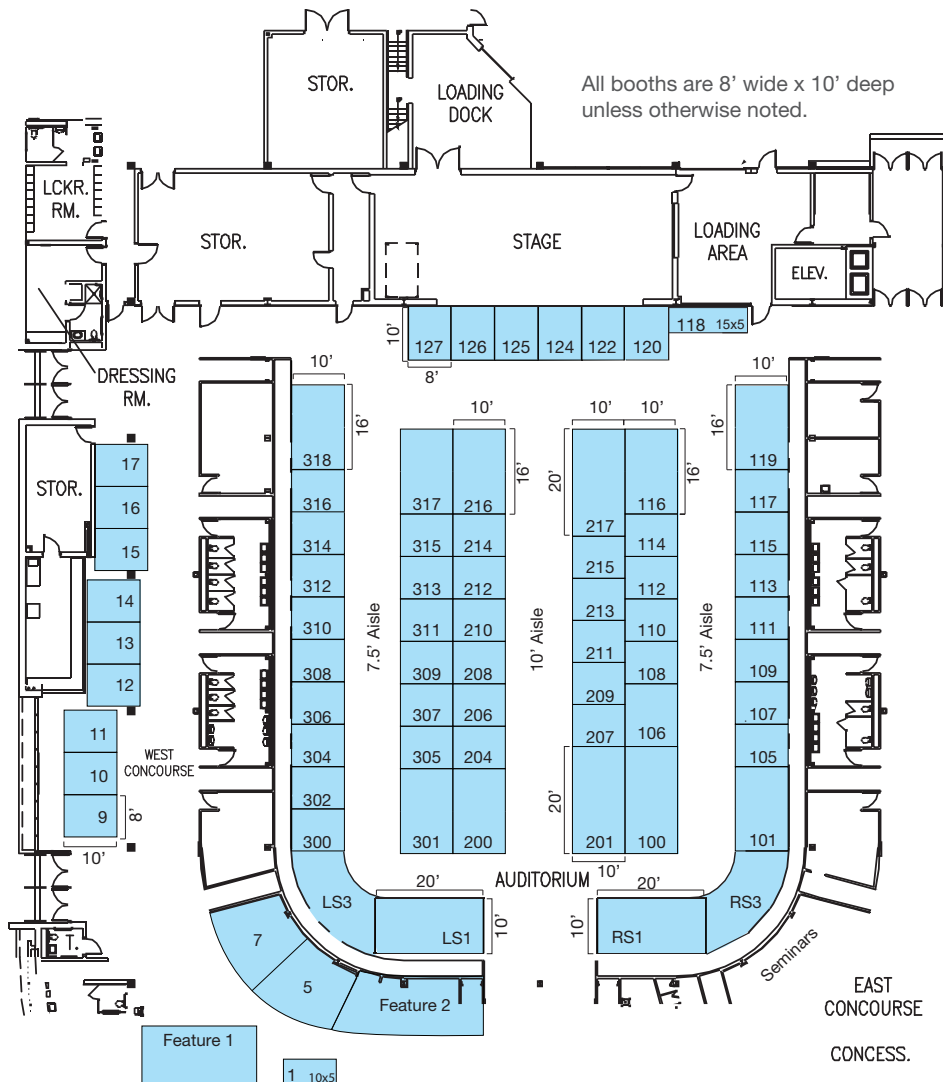 All booths are 8’ wide x 10’ deep
unless otherwise noted.
STOR.
LOADING
DOCK
LCKR.
RM.
STOR.
STAGE
LOADING
AREA
ELEV.
10’
127
126
125
124
122
120
118 15x5
8’
DRESSING
RM.
10’
16’
318
316
314
312
310
308
306
304
302
300
7.5’ Aisle
10’
16’
317
216
315
214
313
212
311
210
309
208
307
206
305
204
301
200
10’ Aisle
10’
10’
20’
16’
217
116
215
114
213
112
211
110
209
108
207
106
20’
201
100
10’
7.5’ Aisle
10’
16’
119
117
115
113
111
109
107
105
101
STOR.
17
16
15
14
13
12
11
10
9
8’
10’
WEST
CONCOURSE
AUDITORIUM
LS3
20’
LS1
10’
20’
10’
RS1
RS3
Seminars
T.
7
5
Feature 2
Feature 1
1 10x5
EAST
CONCOURSE
CONCESS.